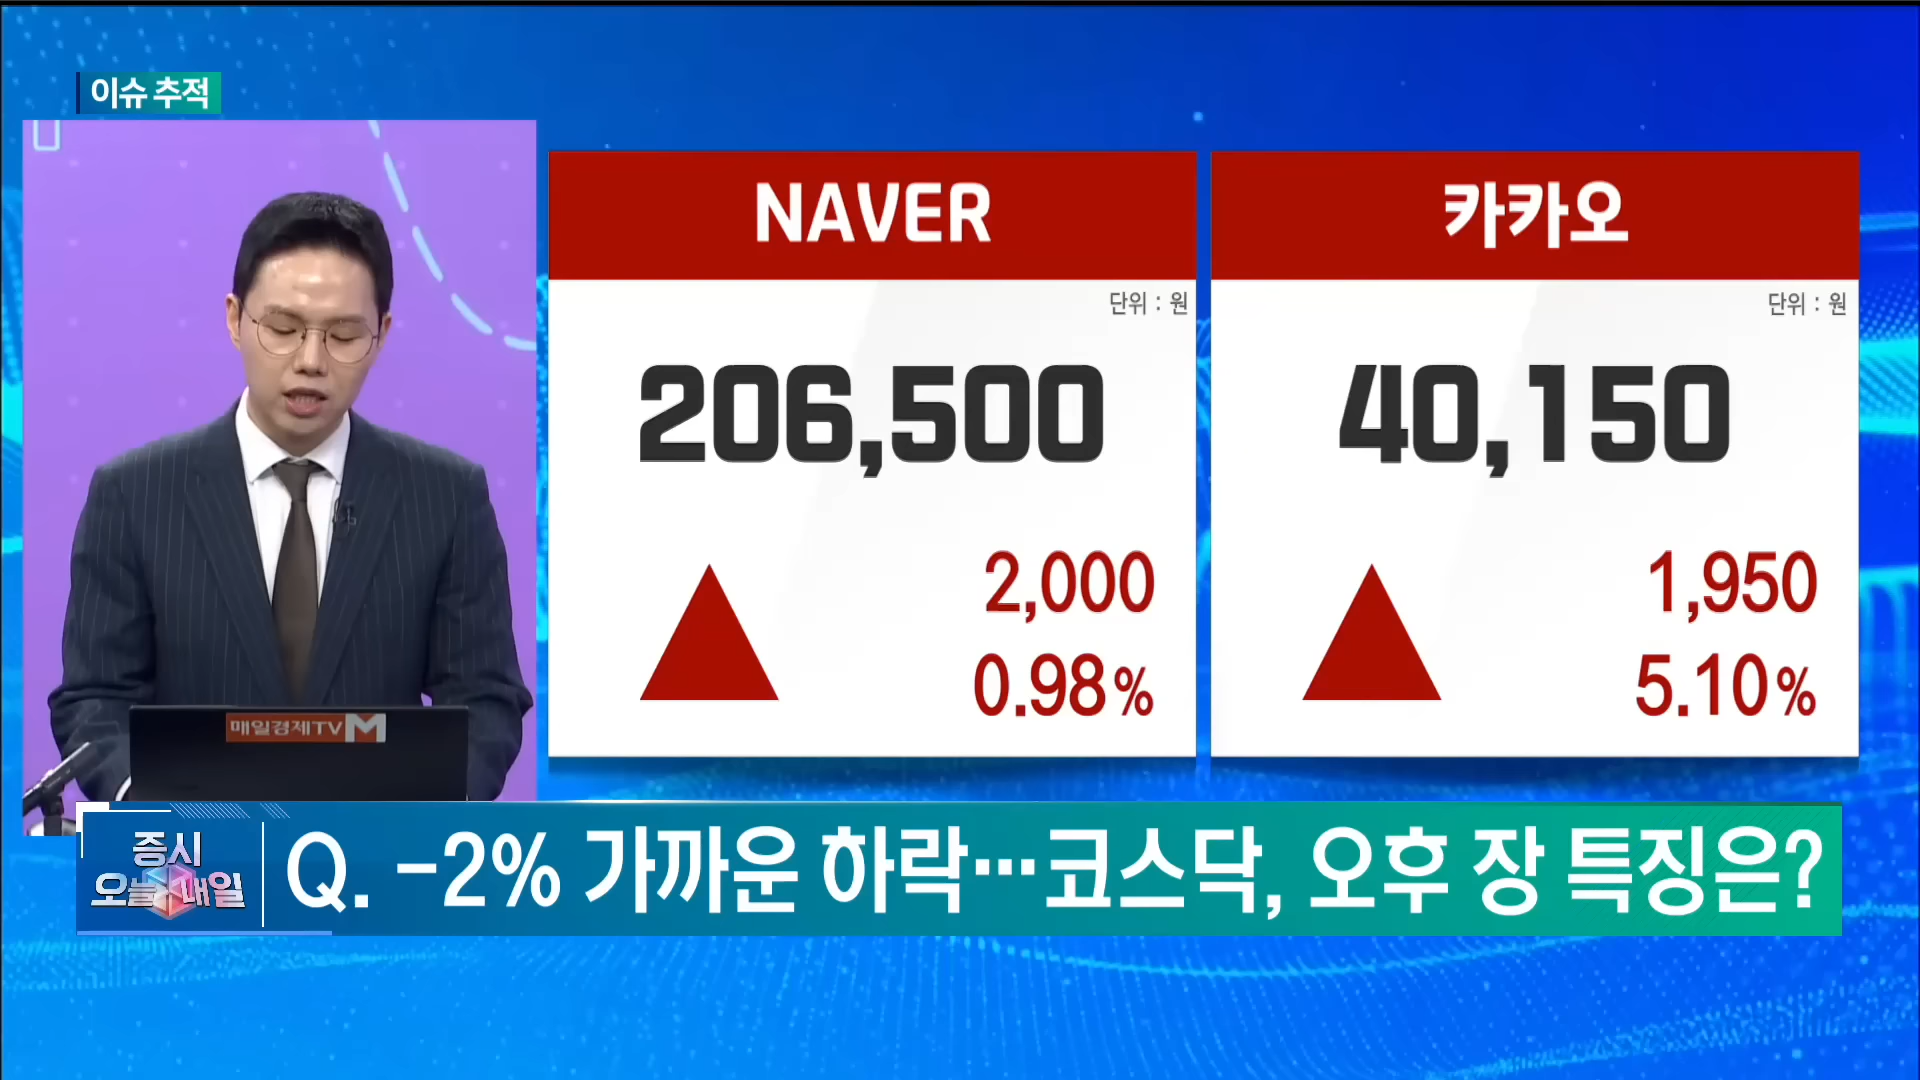 이슈 추적
NAVER
단위 : 원
206,500
▲ 2,000
0.98%
카카오
단위 : 원
40,150
▲ 1,950
5.10%
매일경제TV M
증시
오늘 매일
Q. -2% 가까운 하락…코스닥, 오후 장 특징은?